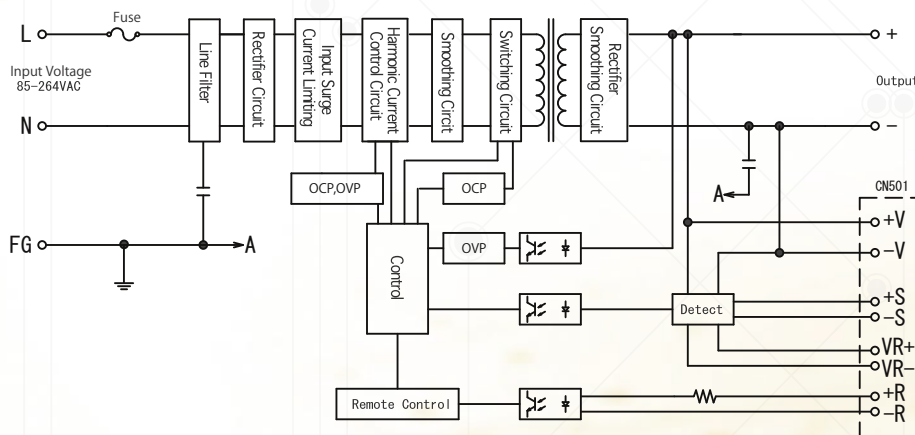 Fuse
L
Input Voltage
85-264VAC
N
FG
A
Line Filter
Rectifier Circuit
Input Surge
Current Limiting
Harmonic Current
Control Circuit
Smoothing Circit
Switching Circuit
Rectifier
Smoothing Circuit
+
Output
-
A
OCP,OVP
OCP
OVP
Control
Detect
Remote Control
CN501
+V
-V
+S
-S
VR+
VR-
+R
-R